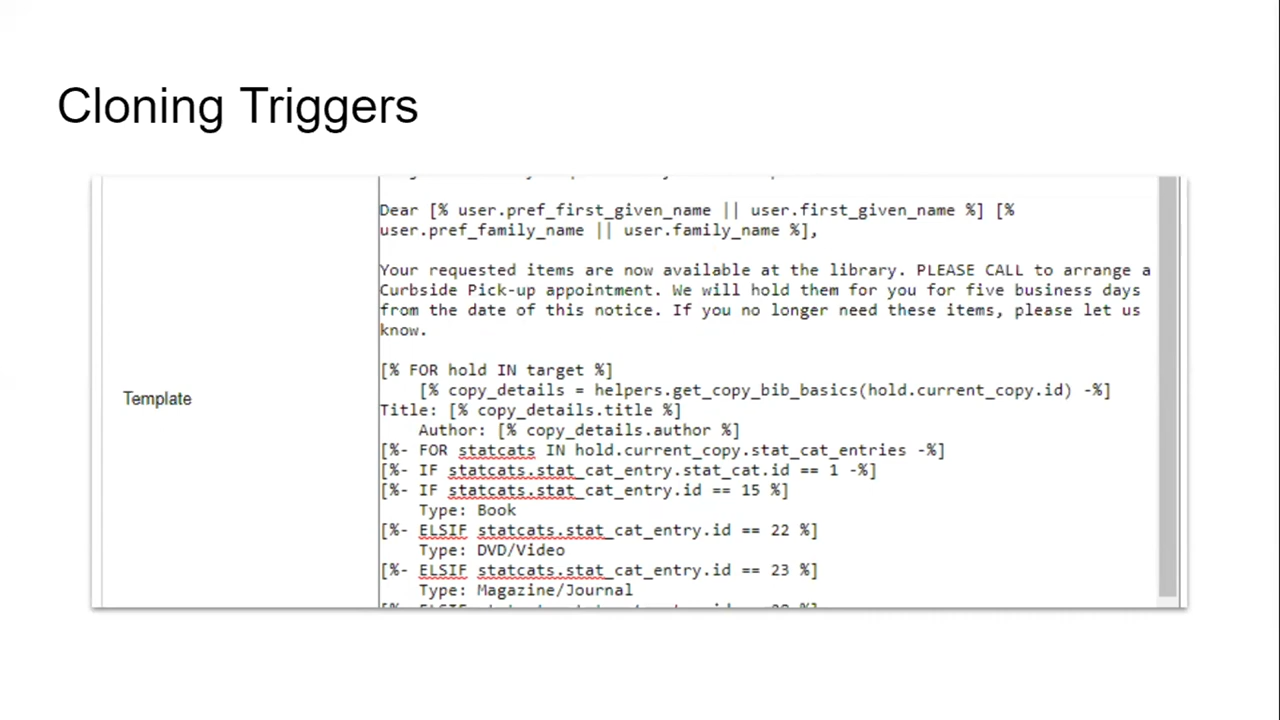 Cloning Triggers
Dear [% user.pref_first_given_name || user.first_given_name %] [%
user.pref_family_name || user.family_name %],
Your requested items are now available at the library. PLEASE CALL to arrange a
Curbside Pick-up appointment. We will hold them for you for five business days
from the date of this notice. If you no longer need these items, please let us
know.
[% FOR hold IN target %]
[% copy_details = helpers.get_copy_bib_basics(hold.current_copy.id) -%]
Template
Title: [% copy_details.title %]
Author: [% copy_details.author %]
[%- FOR statcats IN hold.current_copy.stat_cat_entries -%]
[%- IF statcats.stat_cat_entry.stat_cat.id == 1 -%]
[%- IF statcats.stat_cat_entry.id == 15 %]
Type: Book
[%- ELSIF statcats.stat_cat_entry.id == 22 %]
Type: DVD/Video
[%- ELSIF statcats.stat_cat_entry.id == 23 %]
Type: Magazine/Journal